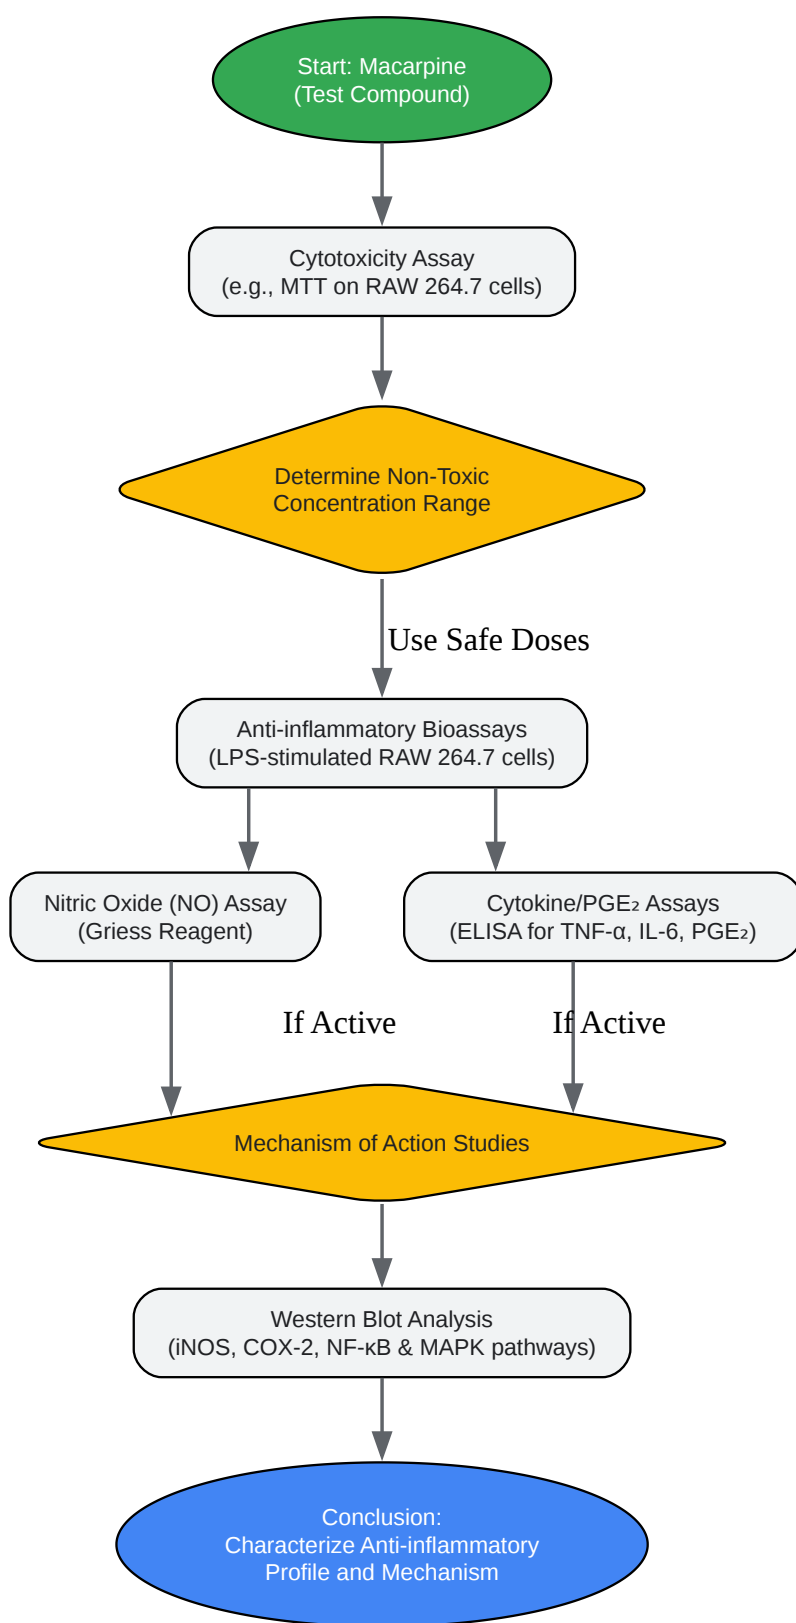 Start: Macarpine
(Test Compound)
Cytotoxicity Assay
(e.g., MTT on RAW 264.7 cells)
Determine Non-Toxic
Concentration Range
Use Safe Doses
Anti-inflammatory Bioassays
(LPS-stimulated RAW 264.7 cells)
Nitric Oxide (NO) Assay
(Griess Reagent)
Cytokine/PGE₂ Assays
(ELISA for TNF-α, IL-6, PGE₂)
If Active
If Active
Mechanism of Action Studies
Western Blot Analysis
(iNOS, COX-2, NF-κB & MAPK pathways)
Conclusion:
Characterize Anti-inflammatory
Profile and Mechanism